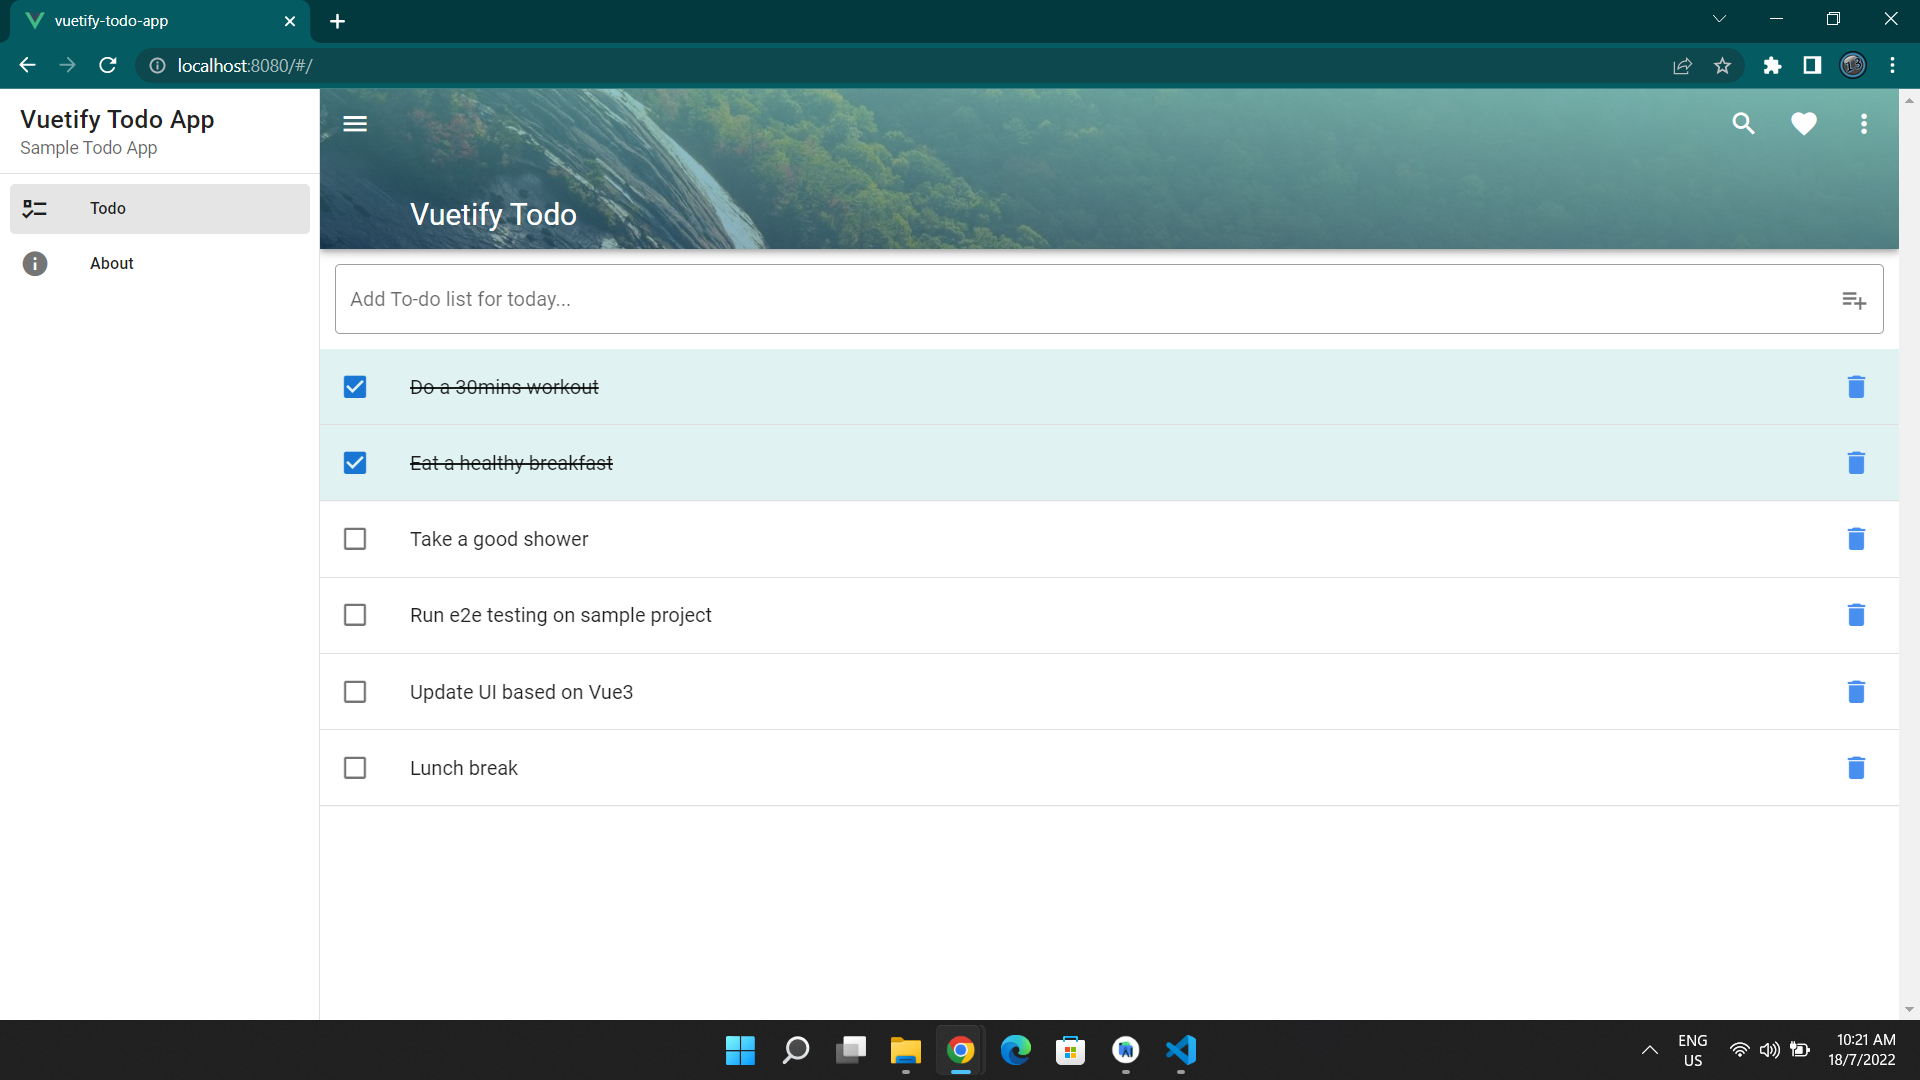 vuetify-todo-app
localhost:8080/#/
Vuetify Todo App
Sample Todo App
Todo
About
Vuetify Todo
Add To-do list for today...
Do a 30mins workout
Eat a healthy breakfast
Take a good shower
Run e2e testing on sample project
Update UI based on Vue3
Lunch break
ENG
US
10:21 AM
18/7/2022